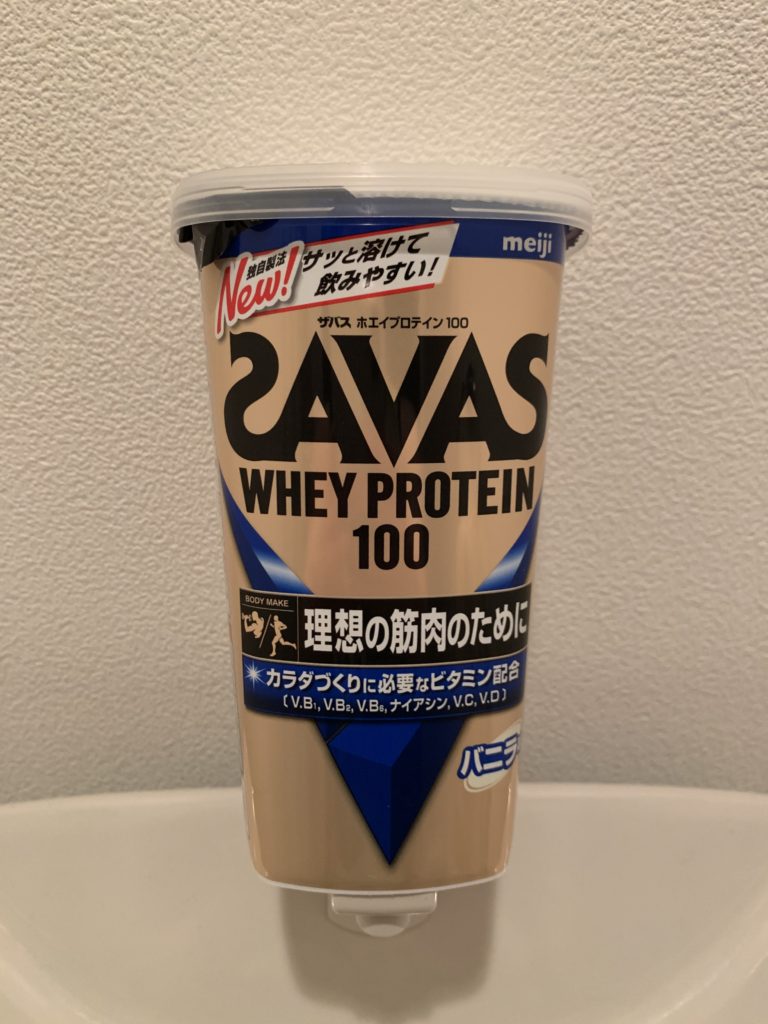 meiji
独自製法
New!
サッと溶けて
飲みやすい!
ザバス ホエイプロテイン100
SAVAS
WHEY PROTEIN
100
BODY MAKE
理想の筋肉のために
カラダづくりに必要なビタミン配合
(V.B₁, V.B₂, V.B₆, ナイアシン, V.C, V.D)
バニラ